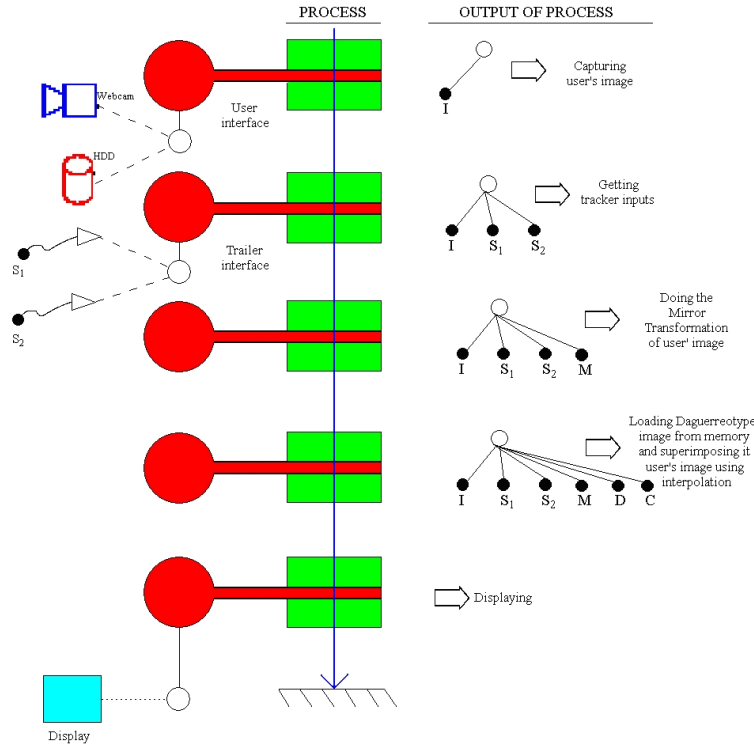 PROCESS
OUTPUT OF PROCESS
Webcam
User
interface
I
Capturing
user's image
HDD
Getting
tracker inputs
I S1 S2
S1
Trailer
interface
S2
Doing the
Mirror
Transformation
of user' image
I S1 S2 M
Loading Daguerreotype
image from memory
and superimposing it
user's image using
interpolation
I S1 S2 M D C
Displaying
Display